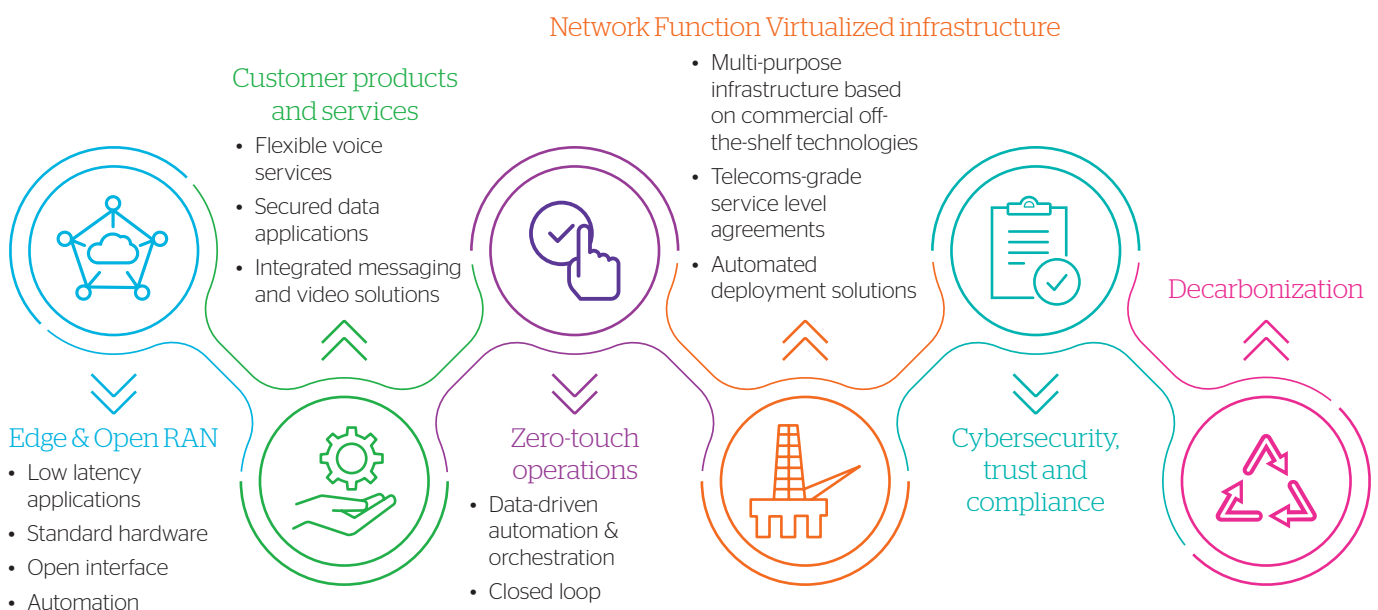 Network Function Virtualized infrastructure
• Multi-purpose
infrastructure based
on commercial off-
the-shelf technologies
• Telecoms-grade
service level
agreements
• Automated
deployment solutions
Customer products
and services
• Flexible voice
services
• Secured data
applications
• Integrated messaging
and video solutions
Decarbonization
Edge & Open RAN
• Low latency
applications
• Standard hardware
• Open interface
• Automation
Zero-touch
operations
• Data-driven
automation &
orchestration
• Closed loop
Cybersecurity,
trust and
compliance